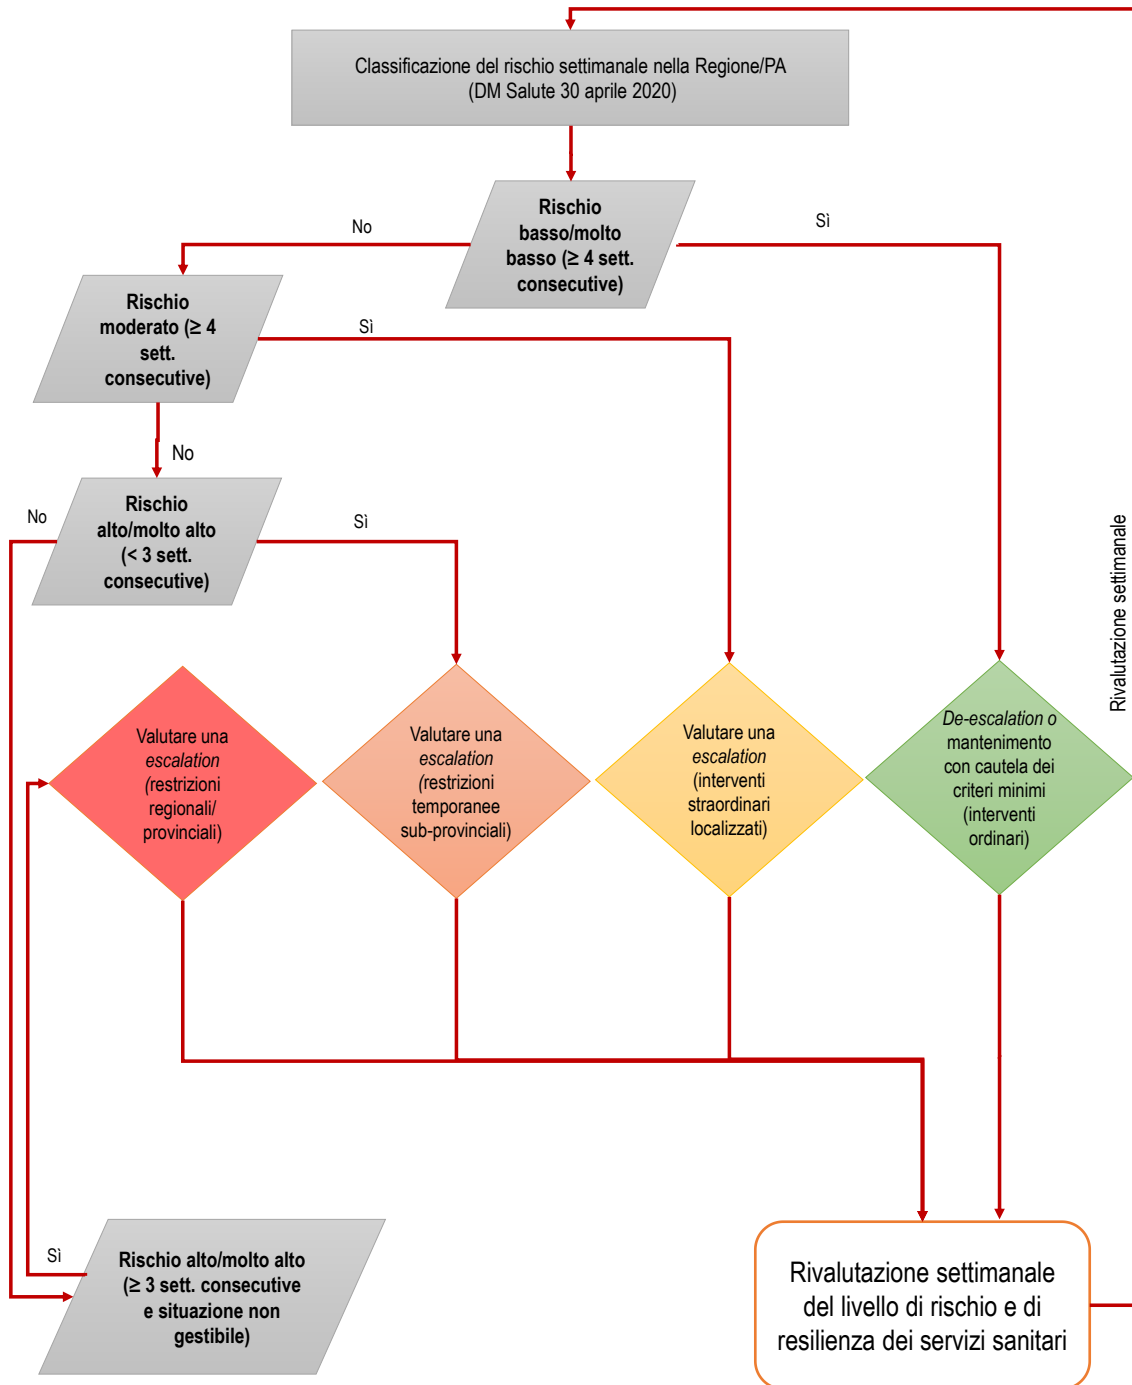 Classificazione del rischio settimanale nella Regione/PA
(DM Salute 30 aprile 2020)
Rischio
basso/molto
basso (≥ 4 sett.
consecutive)
No
Sì
Rischio
moderato (≥ 4
sett.
consecutive)
Sì
No
Rischio
alto/molto alto
(< 3 sett.
consecutive)
No
Sì
Rivalutazione settimanale
Valutare una
escalation
(restrizioni
regionali/
provinciali)
Valutare una
escalation
(restrizioni
temporanee
sub-provinciali)
Valutare una
escalation
(interventi
straordinari
localizzati)
De-escalation o
mantenimento
con cautela dei
criteri minimi
(interventi
ordinari)
Sì
Rischio alto/molto alto
(≥ 3 sett. consecutive
e situazione non
gestibile)
Rivalutazione settimanale
del livello di rischio e di
resilienza dei servizi sanitari